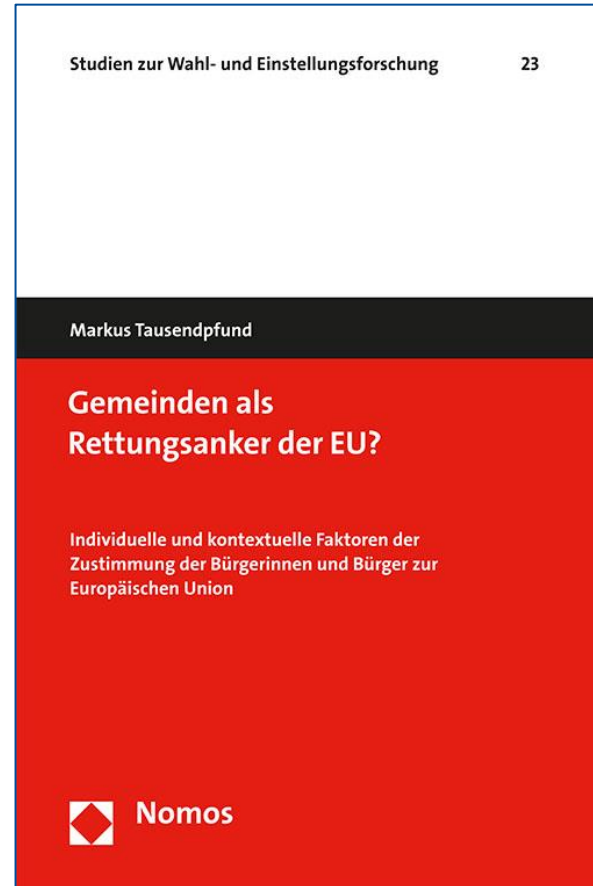 Studien zur Wahl- und Einstellungsforschung 23
Markus Tausendpfund
Gemeinden als
Rettungsanker der EU?
Individuelle und kontextuelle Faktoren der
Zustimmung der Bürgerinnen und Bürger zur
Europäischen Union
Nomos